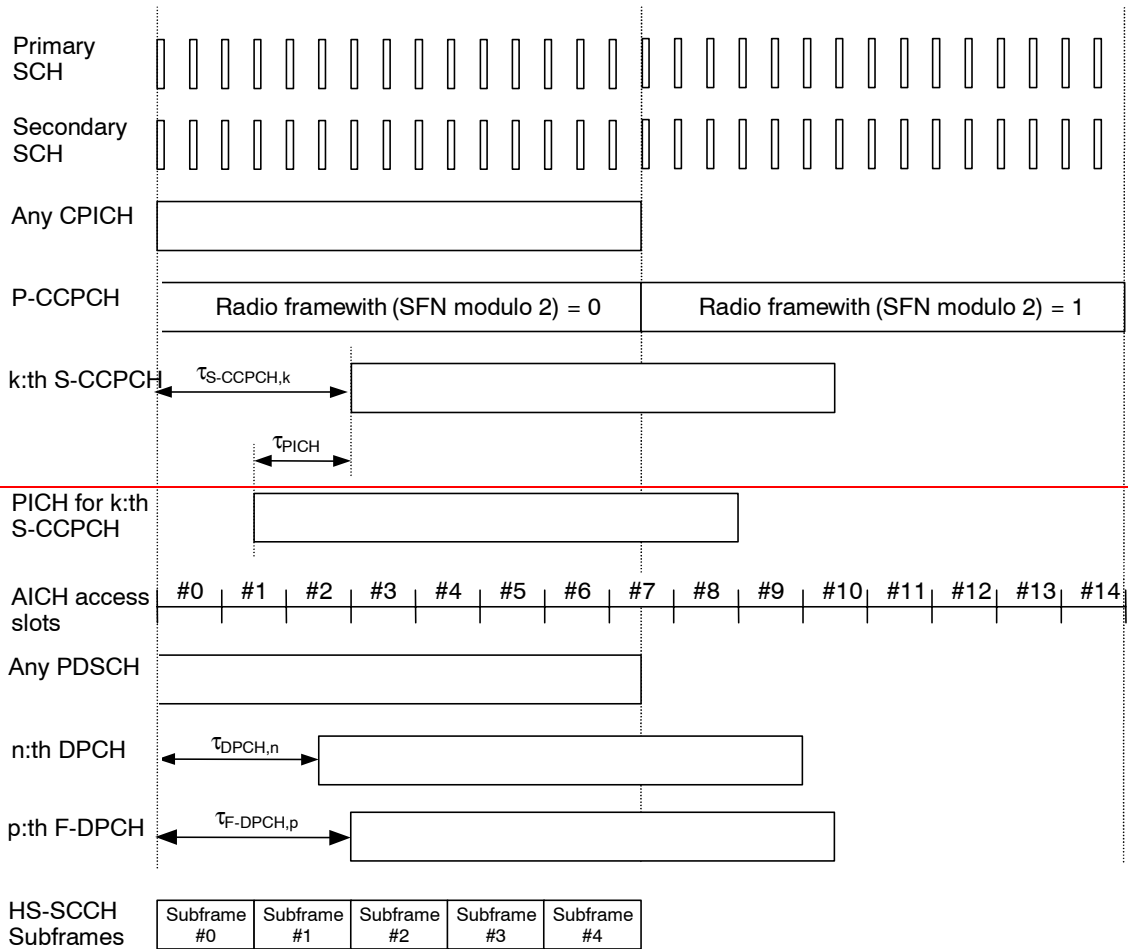 Primary
SCH
Secondary
SCH
Any CPICH
P-CCPCH
Radio framewith (SFN modulo 2) = 0
Radio framewith (SFN modulo 2) = 1
k:th S-CCPCH
τS-CCPCH,k
τPICH
PICH for k:th
S-CCPCH
AICH access
slots
#0 #1 #2 #3 #4 #5 #6 #7 #8 #9 #10 #11 #12 #13 #14
Any PDSCH
n:th DPCH
τDPCH,n
p:th F-DPCH
τF-DPCH,p
HS-SCCH
Subframes
Subframe
#0
Subframe
#1
Subframe
#2
Subframe
#3
Subframe
#4